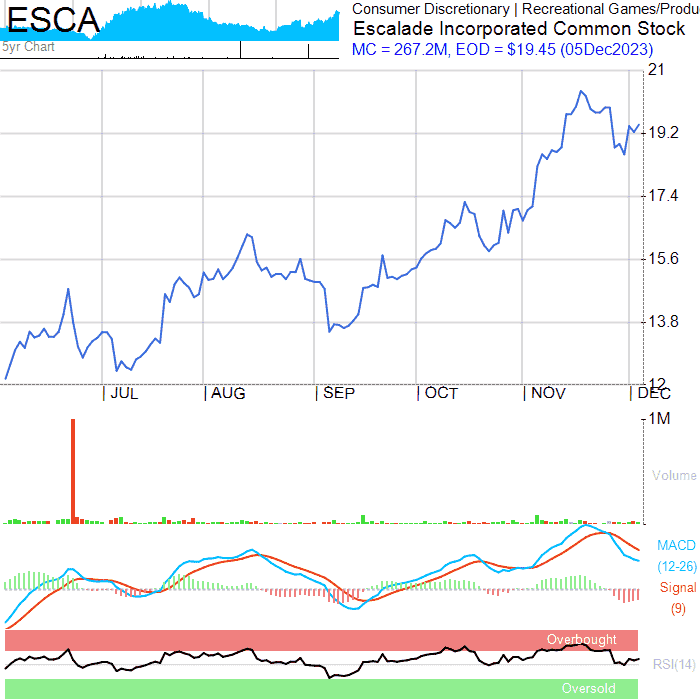 ESCA
Consumer Discretionary | Recreational Games/Produ
Escalade Incorporated Common Stock
5yr Chart
MC = 267.2M, EOD = $19.45 (05Dec2023)
21
19.2
17.4
15.6
13.8
12
| JUL | AUG | SEP | OCT | NOV | DEC
1M
Volume
MACD
(12-26)
Signal
(9)
Overbought
RSI(14)
Oversold